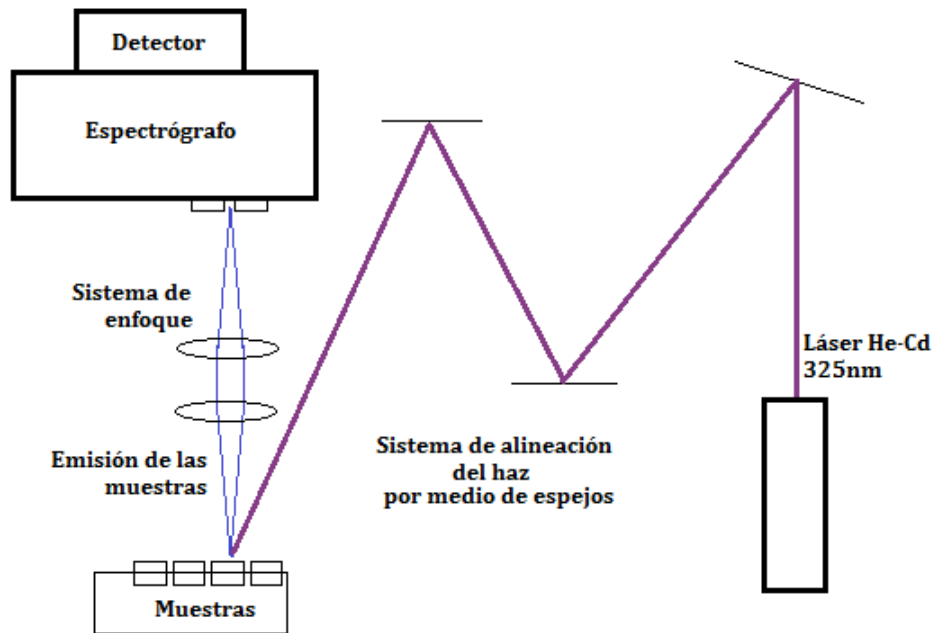 Detector
Espectrógrafo
Sistema de
enfoque
Láser He-Cd
325nm
Emisión de las
muestras
Sistema de alineación
del haz
por medio de espejos
Muestras